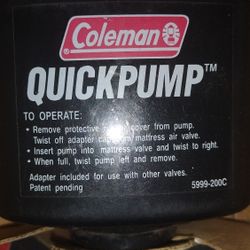 Coleman
QUICKPUMP™
TO OPERATE:
• Remove protective cover from pump.
Twist off adapter cap from mattress air valve.
• Insert pump into mattress valve and twist to right.
• When full, twist pump left and remove.
Adapter included for use with other valves.
Patent pending
5999-200C